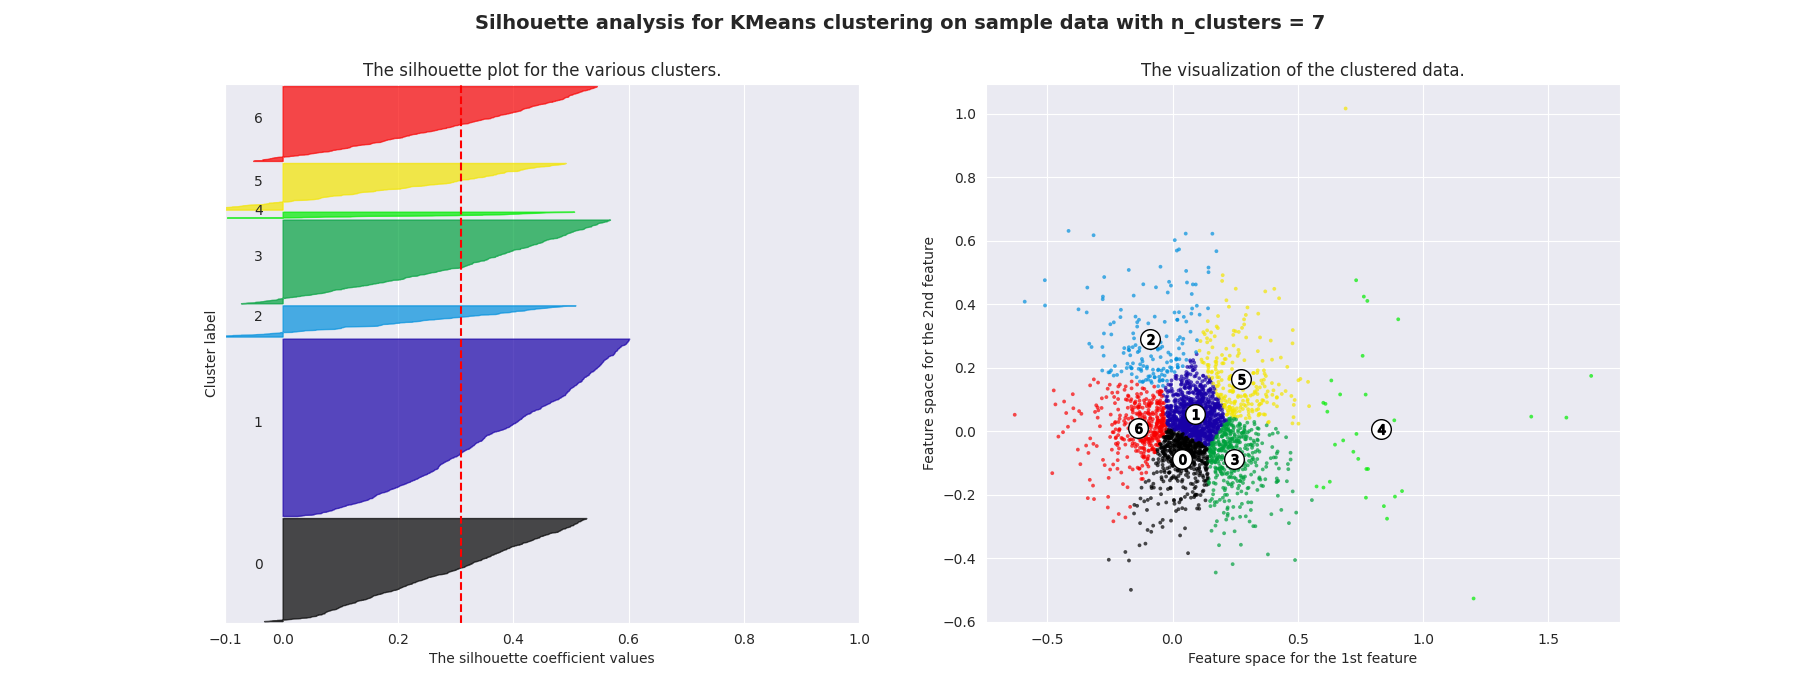 Silhouette analysis for KMeans clustering on sample data with n_clusters = 7
The silhouette plot for the various clusters.
6
5
4
3
2
1
0
Cluster label
−0.1 0.0 0.2 0.4 0.6 0.8 1.0
The silhouette coefficient values
The visualization of the clustered data.
1.0
0.8
0.6
0.4
0.2
0.0
−0.2
−0.4
−0.6
Feature space for the 2nd feature
2
5
1
6
4
0
3
−0.5 0.0 0.5 1.0 1.5
Feature space for the 1st feature